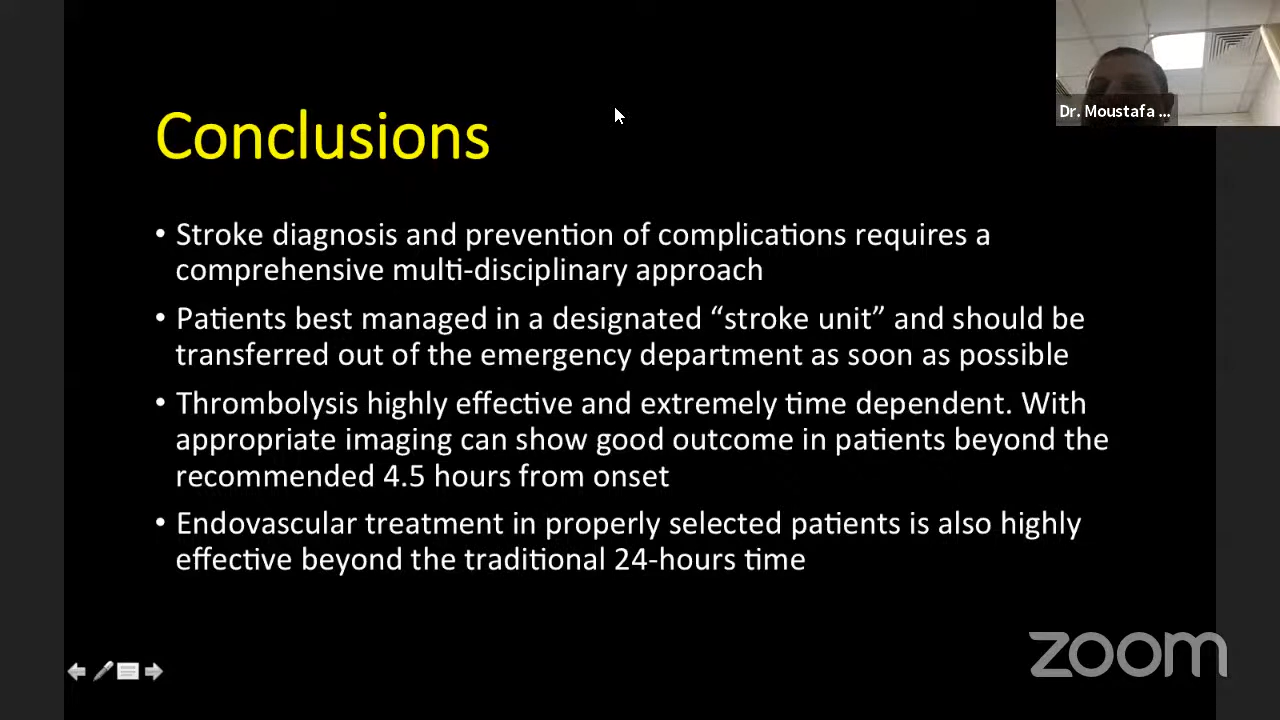 Dr. Moustafa ...
Conclusions
• Stroke diagnosis and prevention of complications requires a
comprehensive multi-disciplinary approach
• Patients best managed in a designated “stroke unit” and should be
transferred out of the emergency department as soon as possible
• Thrombolysis highly effective and extremely time dependent. With
appropriate imaging can show good outcome in patients beyond the
recommended 4.5 hours from onset
• Endovascular treatment in properly selected patients is also highly
effective beyond the traditional 24-hours time
zoom